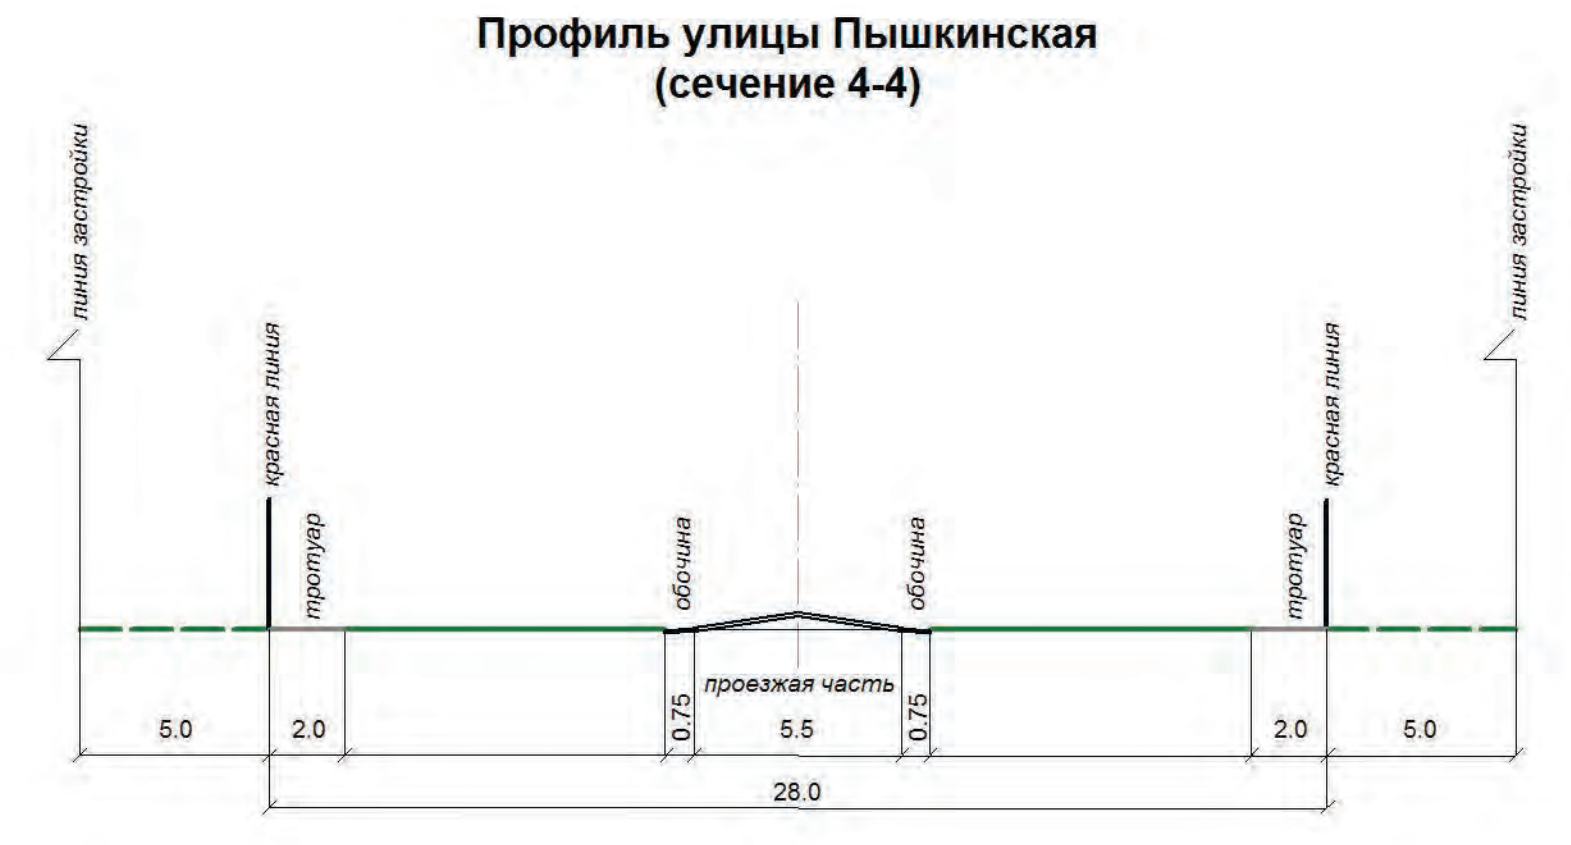 Профиль улицы Пышкинская
(сечение 4-4)
линия застройки
красная линия
тротуар
обочина
обочина
тротуар
красная линия
линия застройки
проезжая часть
5.0
2.0
0.75
5.5
0.75
2.0
5.0
28.0